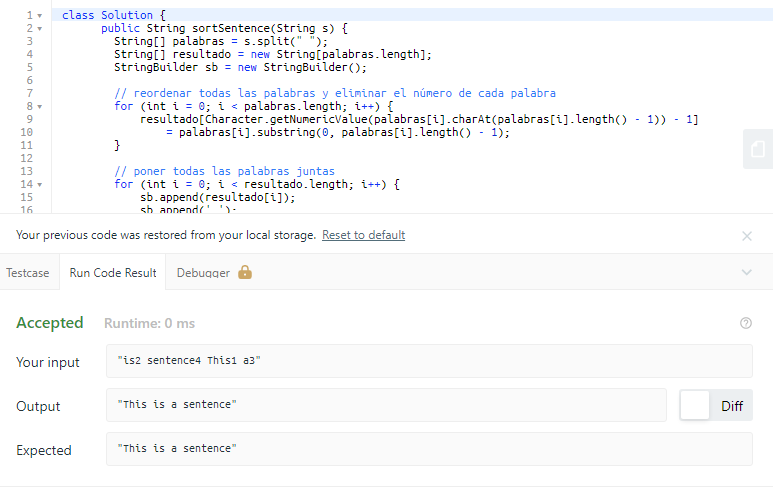 1 class Solution {
2 public String sortSentence(String s) {
3 String[] palabras = s.split(" ");
4 String[] resultado = new String[palabras.length];
5 StringBuilder sb = new StringBuilder();
6
7 // reordenar todas las palabras y eliminar el número de cada palabra
8 for (int i = 0; i < palabras.length; i++) {
9 resultado[Character.getNumericValue(palabras[i].charAt(palabras[i].length() - 1)) - 1]
10 = palabras[i].substring(0, palabras[i].length() - 1);
11 }
12
13 // poner todas las palabras juntas
14 for (int i = 0; i < resultado.length; i++) {
15 sb.append(resultado[i]);
16 sb.append(' ');
Your previous code was restored from your local storage. Reset to default
Testcase Run Code Result Debugger
Accepted Runtime: 0 ms
Your input "is2 sentence4 This1 a3"
Output "This is a sentence" Diff
Expected "This is a sentence"